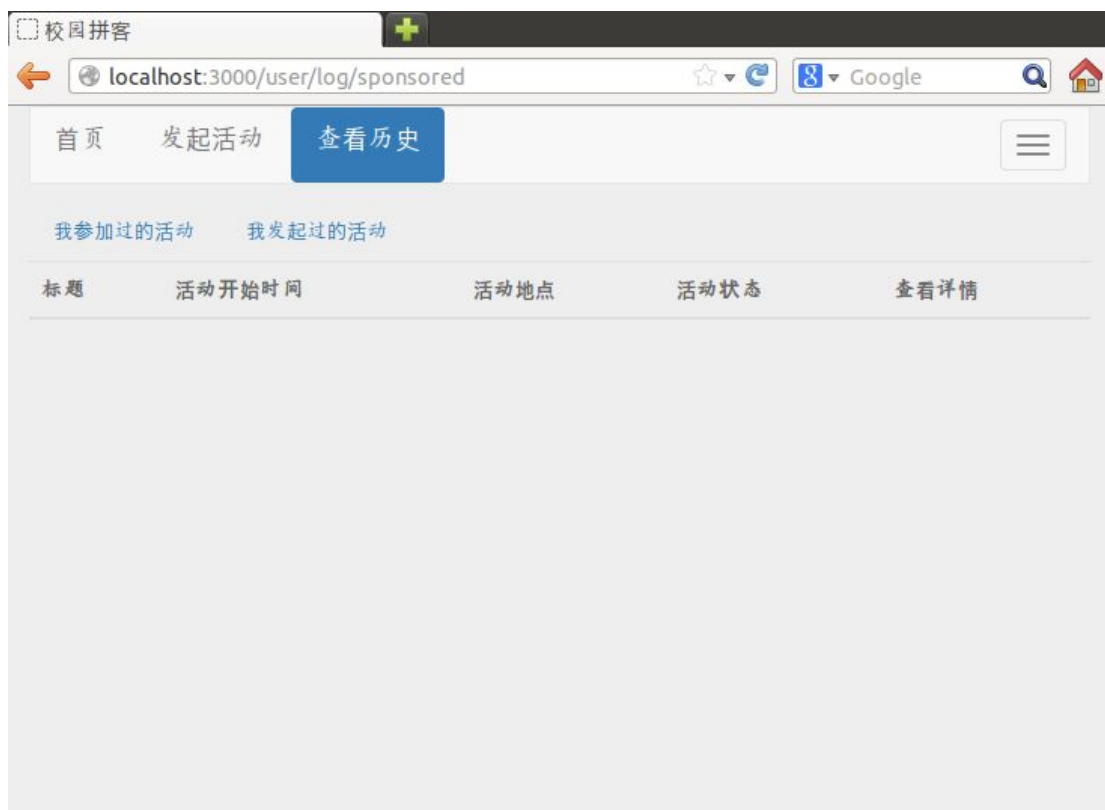 校园拼客
localhost:3000/user/log/sponsored
Google
首页 发起活动 查看历史
我参加过的活动 我发起过的活动
标题 活动开始时间 活动地点 活动状态 查看详情